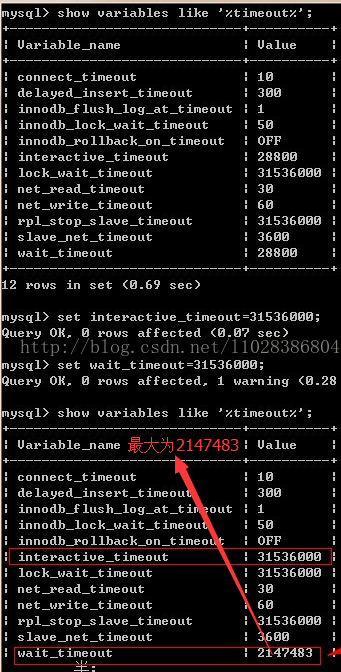 mysql> show variables like '%timeout%';
+----------------------------+----------+
| Variable_name | Value |
+----------------------------+----------+
| connect_timeout | 10 |
| delayed_insert_timeout | 300 |
| innodb_flush_log_at_timeout | 1 |
| innodb_lock_wait_timeout | 50 |
| innodb_rollback_on_timeout | OFF |
| interactive_timeout | 28800 |
| lock_wait_timeout | 31536000 |
| net_read_timeout | 30 |
| net_write_timeout | 60 |
| rpl_stop_slave_timeout | 31536000 |
| slave_net_timeout | 3600 |
| wait_timeout | 28800 |
+----------------------------+----------+
12 rows in set (0.69 sec)
mysql> set interactive_timeout=31536000;
Query OK, 0 rows affected (0.07 sec)
http://blog.csdn.net/l1028386804
mysql> set wait_timeout=31536000;
Query OK, 0 rows affected, 1 warning (0.28
mysql> show variables like '%timeout%';
+----------------------------+----------+
| Variable_name 最大为2147483 | Value |
+----------------------------+----------+
| connect_timeout | 10 |
| delayed_insert_timeout | 300 |
| innodb_flush_log_at_timeout | 1 |
| innodb_lock_wait_timeout | 50 |
| innodb_rollback_on_timeout | OFF |
| interactive_timeout | 31536000 |
| lock_wait_timeout | 31536000 |
| net_read_timeout | 30 |
| net_write_timeout | 60 |
| rpl_stop_slave_timeout | 31536000 |
| slave_net_timeout | 3600 |
| wait_timeout | 2147483 |
半: